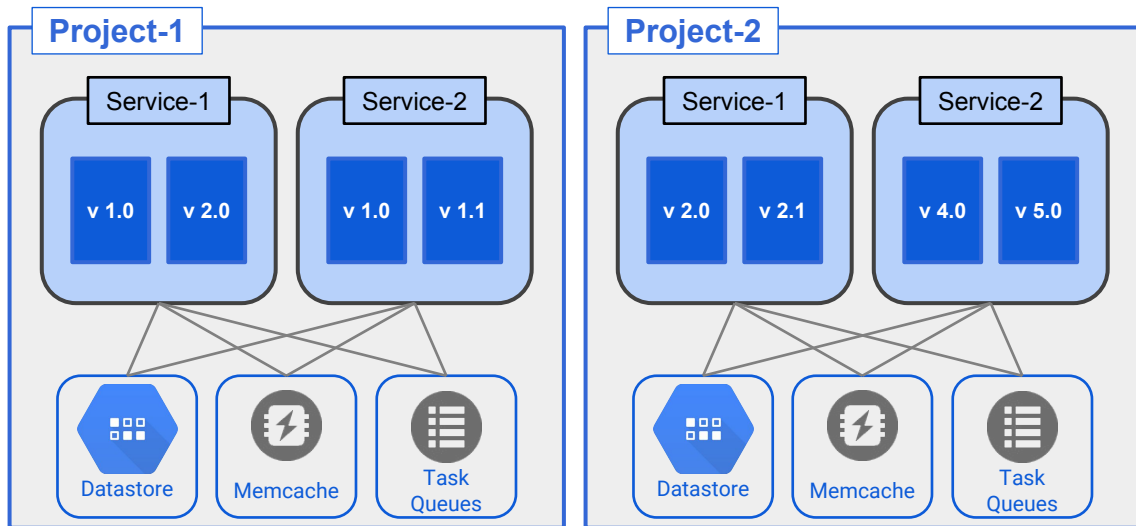 Project-1
Service-1
Service-2
v 1.0
v 2.0
v 1.0
v 1.1
Datastore
Memcache
Task
Queues
Project-2
Service-1
Service-2
v 2.0
v 2.1
v 4.0
v 5.0
Datastore
Memcache
Task
Queues